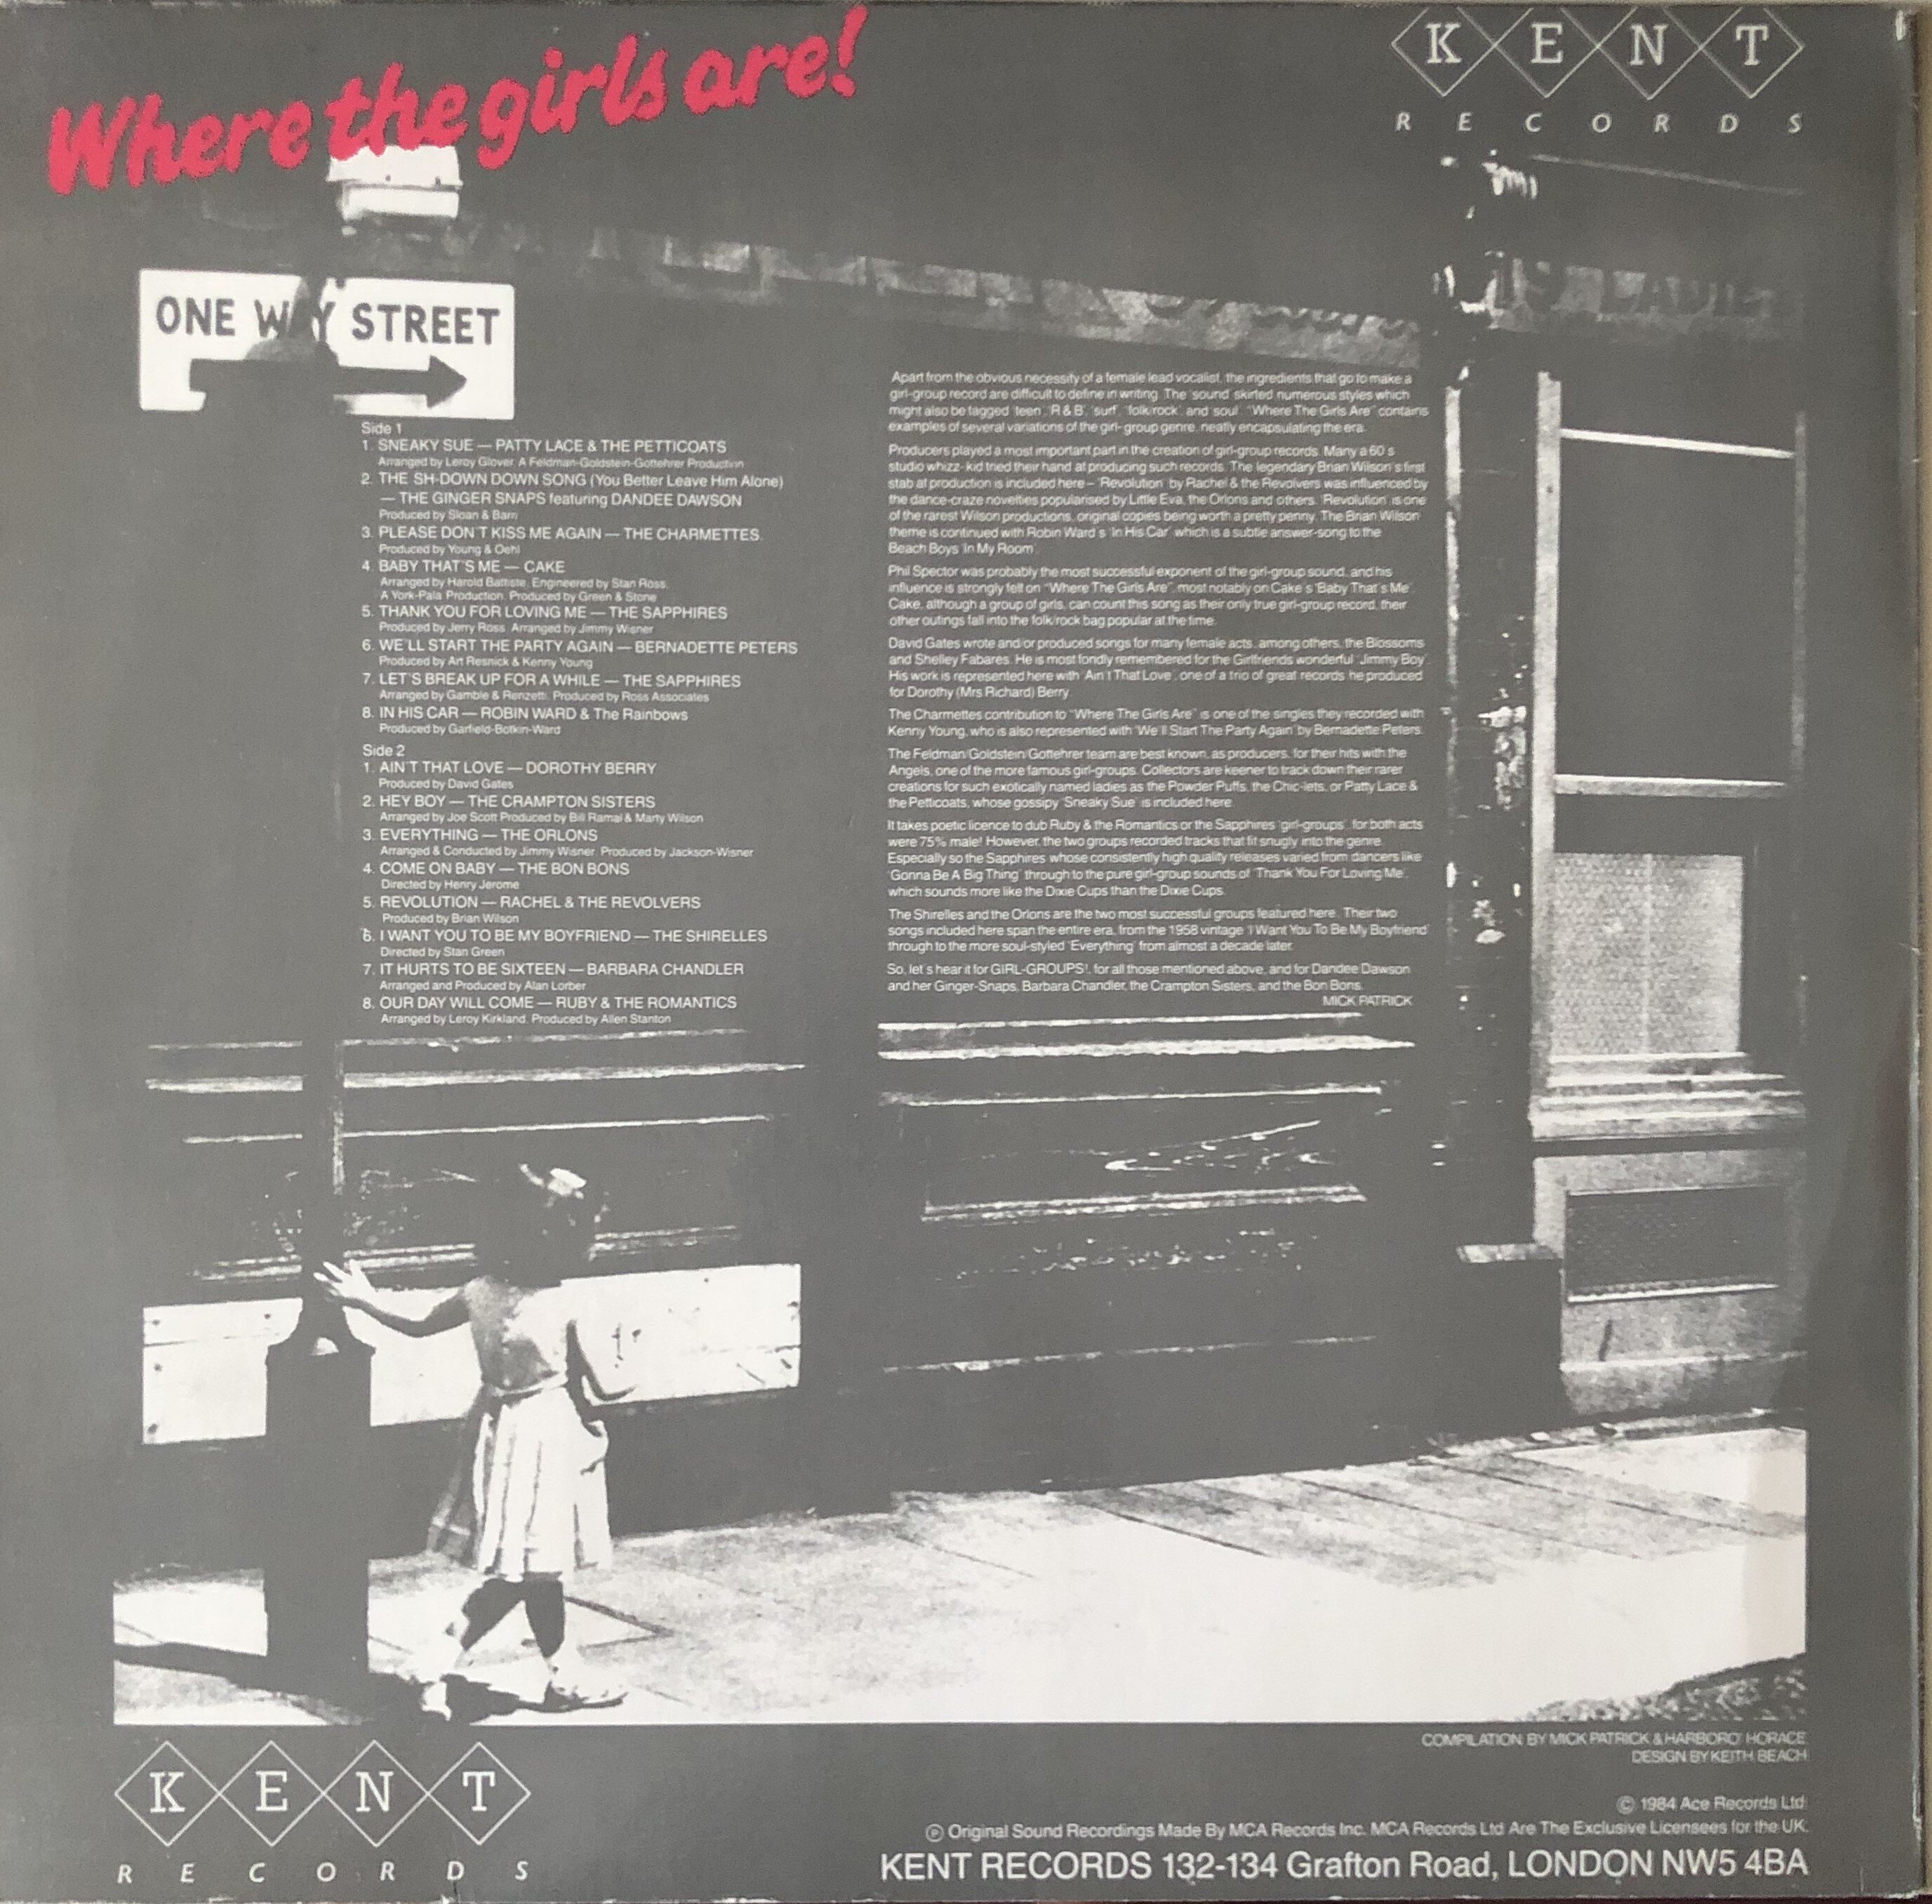 Where the girls are!
KENT
RECORDS
ONE WAY STREET
Side 1
1. SNEAKY SUE — PATTY LACE & THE PETTICOATS
Arranged by Leroy Glover. A Feldman-Goldstein-Gottehrer Production
2. THE SH-DOWN DOWN SONG (You Better Leave Him Alone)
— THE GINGER SNAPS featuring DANDEE DAWSON
Produced by Sloan & Barri
3. PLEASE DON'T KISS ME AGAIN — THE CHARMETTES.
Produced by Young & Oehl
4. BABY THAT'S ME — CAKE
Arranged by Harold Battiste. Engineered by Stan Ross.
A York-Pala Production. Produced by Green & Stone
5. THANK YOU FOR LOVING ME — THE SAPPHIRES
Produced by Jerry Ross. Arranged by Jimmy Wisner
6. WE'LL START THE PARTY AGAIN — BERNADETTE PETERS
Produced by Art Resnick & Kenny Young
7. LET'S BREAK UP FOR A WHILE — THE SAPPHIRES
Arranged by Gamble & Renzetti. Produced by Ross Associates
8. IN HIS CAR — ROBIN WARD & The Rainbows
Produced by Garfield-Botkin-Ward
Side 2
1. AIN'T THAT LOVE — DOROTHY BERRY
Produced by David Gates
2. HEY BOY — THE CRAMPTON SISTERS
Arranged by Joe Scott Produced by Bill Ramal & Marty Wilson
3. EVERYTHING — THE ORLONS
Arranged & Conducted by Jimmy Wisner. Produced by Jackson-Wisner
4. COME ON BABY — THE BON BONS
Directed by Henry Jerome
5. REVOLUTION — RACHEL & THE REVOLVERS
Produced by Brian Wilson
6. I WANT YOU TO BE MY BOYFRIEND — THE SHIRELLES
Directed by Stan Green
7. IT HURTS TO BE SIXTEEN — BARBARA CHANDLER
Arranged and Produced by Alan Lorber
8. OUR DAY WILL COME — RUBY & THE ROMANTICS
Arranged by Leroy Kirkland. Produced by Allen Stanton
Apart from the obvious necessity of a female lead vocalist, the ingredients that go to make a
girl-group record are difficult to define in writing. The 'sound' skirted numerous styles which
might also be tagged 'teen', 'R & B', 'surf', 'folk/rock', and 'soul'. "Where The Girls Are" contains
examples of several variations of the girl-group genre, neatly encapsulating the era.
Producers played a most important part in the creation of girl-group records. Many a 60's
studio whizz-kid tried their hand at producing such records. The legendary Brian Wilson's first
stab at production is included here – 'Revolution' by Rachel & the Revolvers was influenced by
the dance-craze novelties popularised by Little Eva, the Orlons and others. 'Revolution' is one
of the rarest Wilson productions, original copies being worth a pretty penny. The Brian Wilson
theme is continued with Robin Ward's 'In His Car' which is a subtle answer-song to the
Beach Boys 'In My Room'.
Phil Spector was probably the most successful exponent of the girl-group sound, and his
influence is strongly felt on "Where The Girls Are", most notably on Cake's 'Baby That's Me'.
Cake, although a group of girls, can count this song as their only true girl-group record, their
other outings fall into the folk/rock bag popular at the time.
David Gates wrote and/or produced songs for many female acts, among others, the Blossoms
and Shelley Fabares. He is most fondly remembered for the Girlfriends wonderful 'Jimmy Boy'.
His work is represented here with 'Ain't That Love', one of a trio of great records he produced
for Dorothy (Mrs Richard) Berry.
The Charmettes contribution to "Where The Girls Are" is one of the singles they recorded with
Kenny Young, who is also represented with 'We'll Start The Party Again' by Bernadette Peters.
The Feldman/Goldstein/Gottehrer team are best known, as producers, for their hits with the
Angels, one of the more famous girl-groups. Collectors are keener to track down their rarer
creations for such exotically named ladies as the Powder Puffs, the Chic-lets, or Patty Lace &
the Petticoats, whose gossipy 'Sneaky Sue' is included here.
It takes poetic licence to dub Ruby & the Romantics or the Sapphires 'girl-groups', for both acts
were 75% male! However, the two groups recorded tracks that fit snugly into the genre.
Especially so the Sapphires whose consistently high quality releases varied from dancers like
'Gonna Be A Big Thing' through to the pure girl-group sounds of 'Thank You For Loving Me',
which sounds more like the Dixie Cups than the Dixie Cups.
The Shirelles and the Orlons are the two most successful groups featured here. Their two
songs included here span the entire era, from the 1958 vintage 'I Want You To Be My Boyfriend'
through to the more soul-styled 'Everything' from almost a decade later.
So, let's hear it for GIRL-GROUPS!, for all those mentioned above, and for Dandee Dawson
and her Ginger-Snaps, Barbara Chandler, the Crampton Sisters, and the Bon Bons.
MICK PATRICK
KENT
RECORDS
COMPILATION BY MICK PATRICK & HARBORO' HORACE
DESIGN BY KEITH BEACH
© 1984 Ace Records Ltd.
℗ Original Sound Recordings Made By MCA Records Inc. MCA Records Ltd Are The Exclusive Licensees for the UK.
KENT RECORDS 132-134 Grafton Road, LONDON NW5 4BA